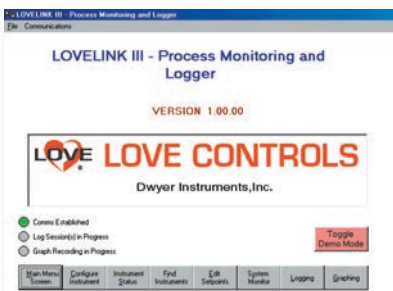 LOVELINK III - Process Monitoring and Logger
File Communications
LOVELINK III - Process Monitoring and
Logger
VERSION 1.00.00
LOVE LOVE CONTROLS
Dwyer Instruments,Inc.
Comms Established
Log Session(s) in Progress
Graph Recording in Progress
Toggle
Demo Mode
Main Menu Configure Instrument Find Edit System Logging Graphing
Screen Instrument Status Instruments Setpoints Monitor